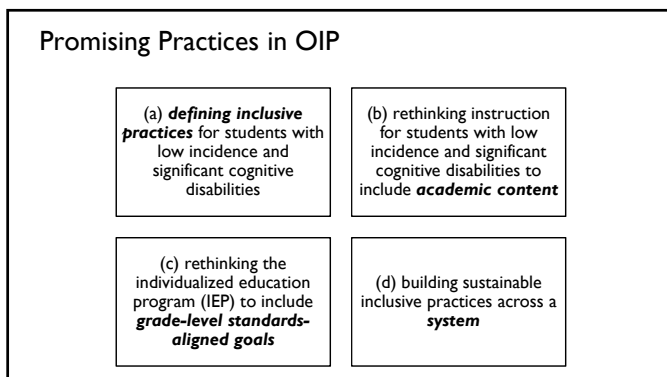 Promising Practices in OIP
(a) defining inclusive
practices for students with
low incidence and
significant cognitive
disabilities
(b) rethinking instruction
for students with low
incidence and significant
cognitive disabilities to
include academic content
(c) rethinking the
individualized education
program (IEP) to include
grade-level standards-
aligned goals
(d) building sustainable
inclusive practices across a
system